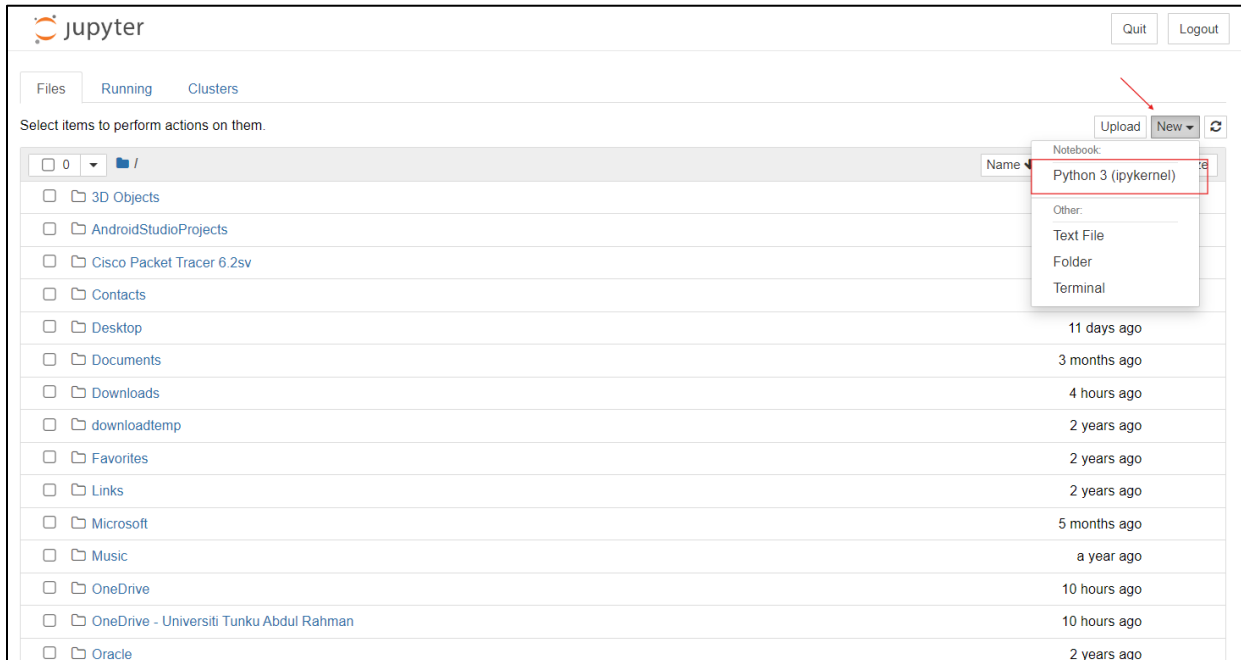 jupyter
Quit Logout
Files Running Clusters
Select items to perform actions on them.
Upload New
0 / Name
Notebook:
Python 3 (ipykernel)
Other:
Text File
Folder
Terminal
3D Objects
AndroidStudioProjects
Cisco Packet Tracer 6.2sv
Contacts
Desktop 11 days ago
Documents 3 months ago
Downloads 4 hours ago
downloadtemp 2 years ago
Favorites 2 years ago
Links 2 years ago
Microsoft 5 months ago
Music a year ago
OneDrive 10 hours ago
OneDrive - Universiti Tunku Abdul Rahman 10 hours ago
Oracle 2 years ago